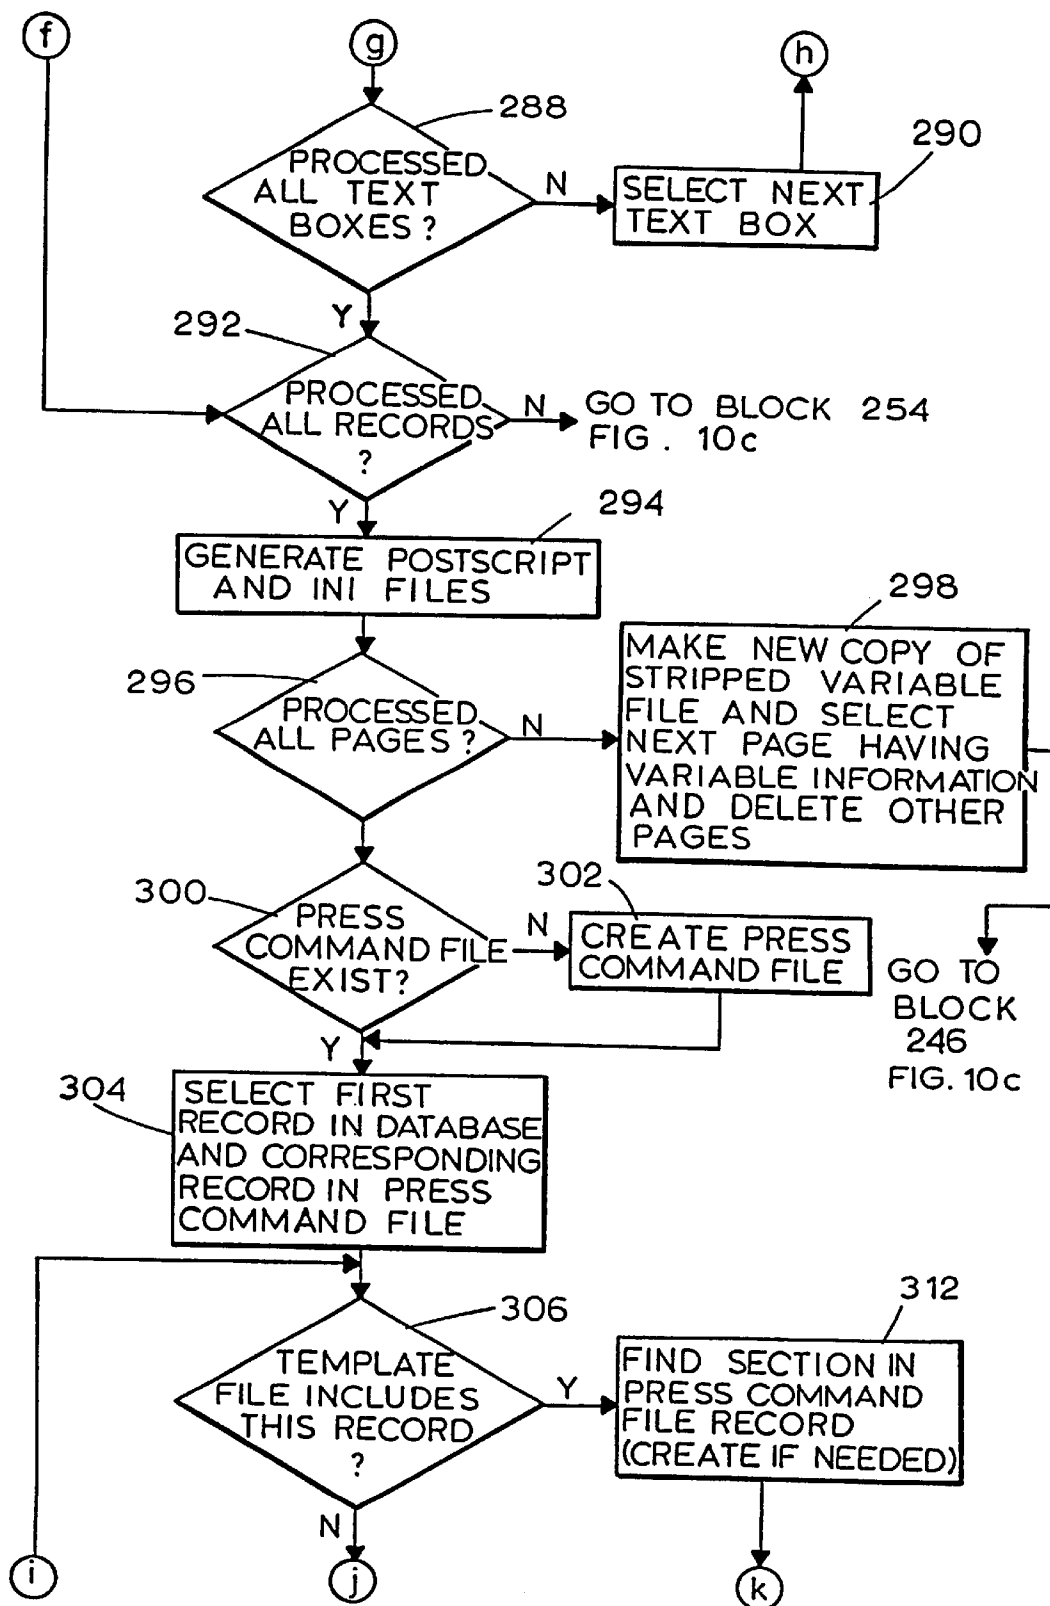 f
g
h
288
PROCESSED
ALL TEXT
BOXES?
N
290
SELECT NEXT
TEXT BOX
Y
292
PROCESSED
ALL RECORDS
?
N
GO TO BLOCK 254
FIG. 10c
Y
294
GENERATE POSTSCRIPT
AND INI FILES
296
PROCESSED
ALL PAGES?
N
298
MAKE NEW COPY OF
STRIPPED VARIABLE
FILE AND SELECT
NEXT PAGE HAVING
VARIABLE INFORMATION
AND DELETE OTHER
PAGES
300
PRESS
COMMAND FILE
EXIST?
N
302
CREATE PRESS
COMMAND FILE
GO TO
BLOCK
246
FIG. 10c
Y
304
SELECT FIRST
RECORD IN DATABASE
AND CORRESPONDING
RECORD IN PRESS
COMMAND FILE
306
TEMPLATE
FILE INCLUDES
THIS RECORD
?
Y
312
FIND SECTION IN
PRESS COMMAND
FILE RECORD
(CREATE IF NEEDED)
N
i
j
k